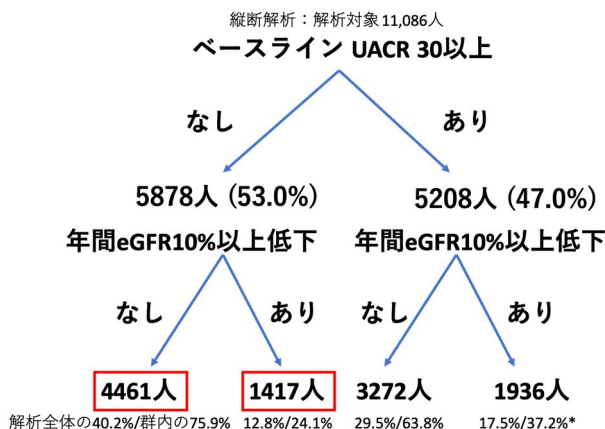 縦断解析：解析対象11,086人
ベースライン UACR 30以上
なし あり
5878人 (53.0%) 5208人 (47.0%)
年間eGFR10%以上低下 年間eGFR10%以上低下
なし あり なし あり
4461人 1417人 3272人 1936人
解析全体の40.2%/群内の75.9% 12.8%/24.1% 29.5%/63.8% 17.5%/37.2%*